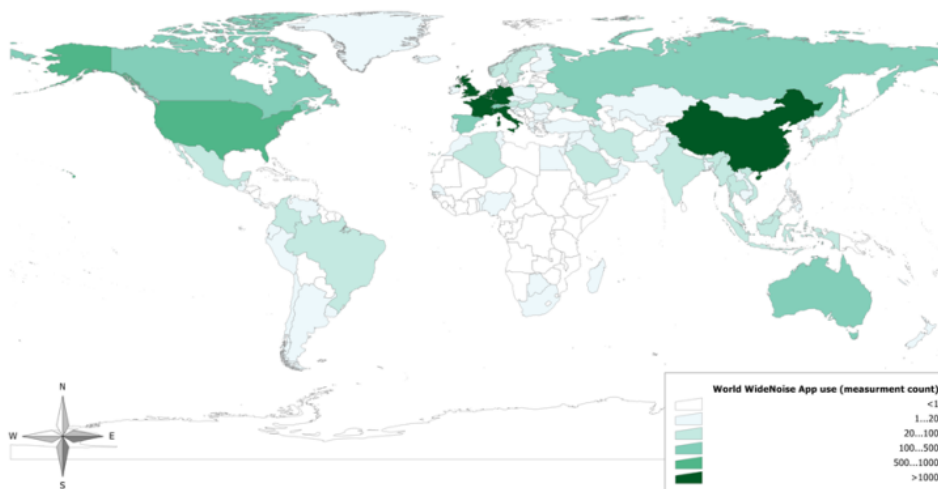 N
W E
S
World WideNoise App use (measurment count)
<1
1...20
20...100
100...500
500...1000
>1000